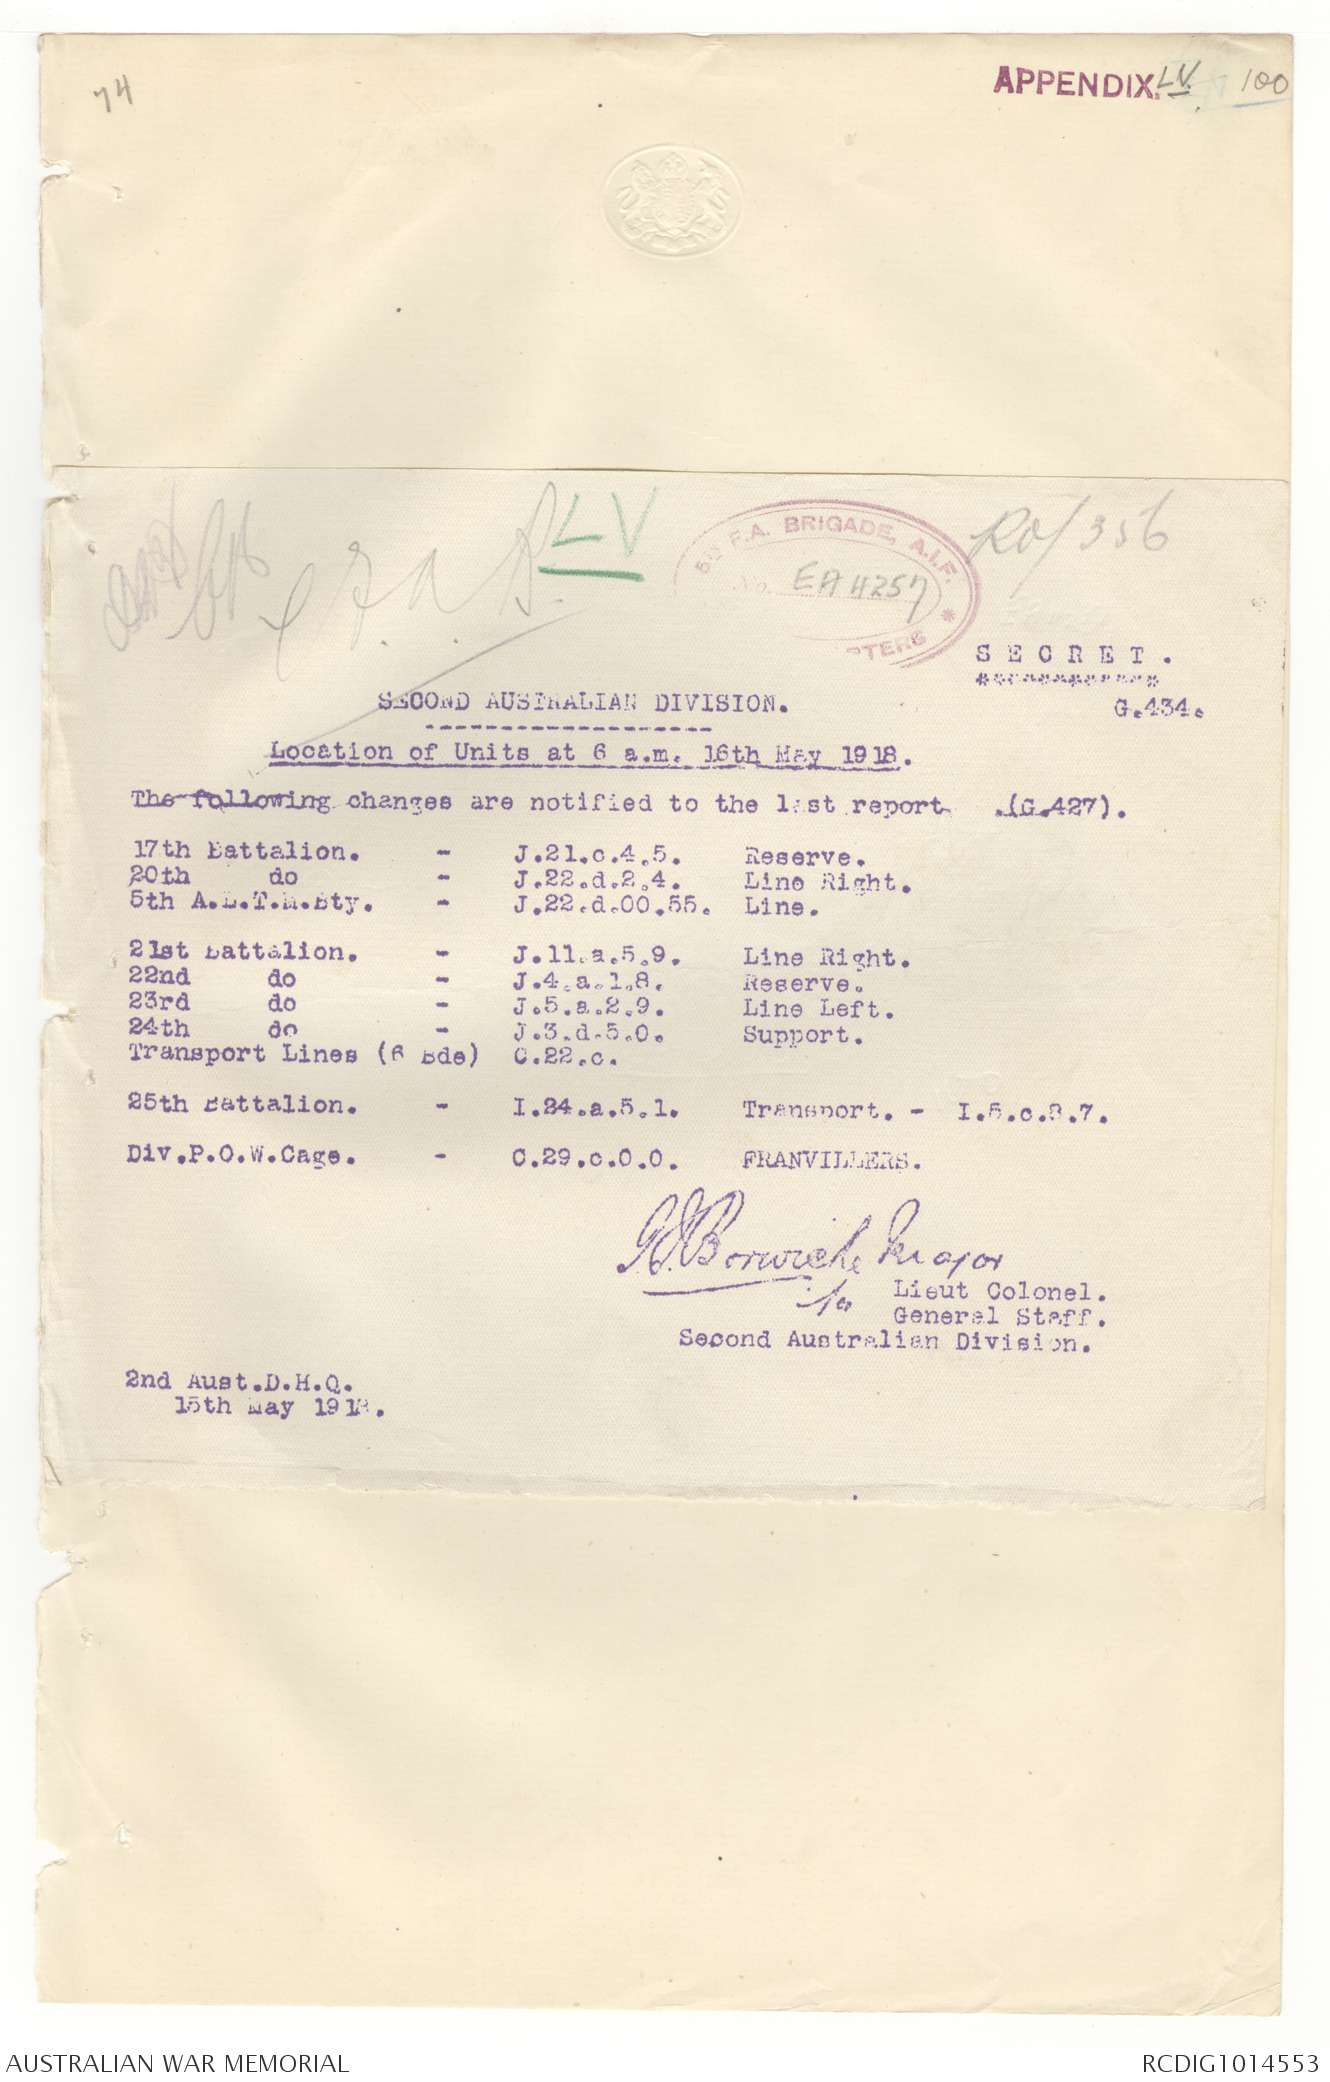 74
APPENDIX. LV. 100
LV
5TH F.A. BRIGADE, A.I.F. *
No. EA 4257
RO/356
SECRET.
************
SECOND AUSTRALIAN DIVISION.
G.434.
-------------------
Location of Units at 6 a.m. 16th May 1918.
The following changes are notified to the last report .(G.427).
17th Battalion. - J.21.c.4.5. Reserve.
20th do - J.22.d.2.4. Line Right.
5th A.L.T.M.Bty. - J.22.d.00.55. Line.
21st Battalion. - J.11.a.5.9. Line Right.
22nd do - J.4.a.1.8. Reserve.
23rd do - J.5.a.2.9. Line Left.
24th do - J.3.d.5.0. Support.
Transport Lines (6 Bde) C.22.c.
25th Battalion. - I.24.a.5.1. Transport. - I.5.c.8.7.
Div.P.O.W.Cage. - C.29.c.0.0. FRANVILLERS.
Major
for Lieut Colonel.
General Staff.
Second Australian Division.
2nd Aust.D.H.Q.
15th May 1918.
AUSTRALIAN WAR MEMORIAL RCDIG1014553